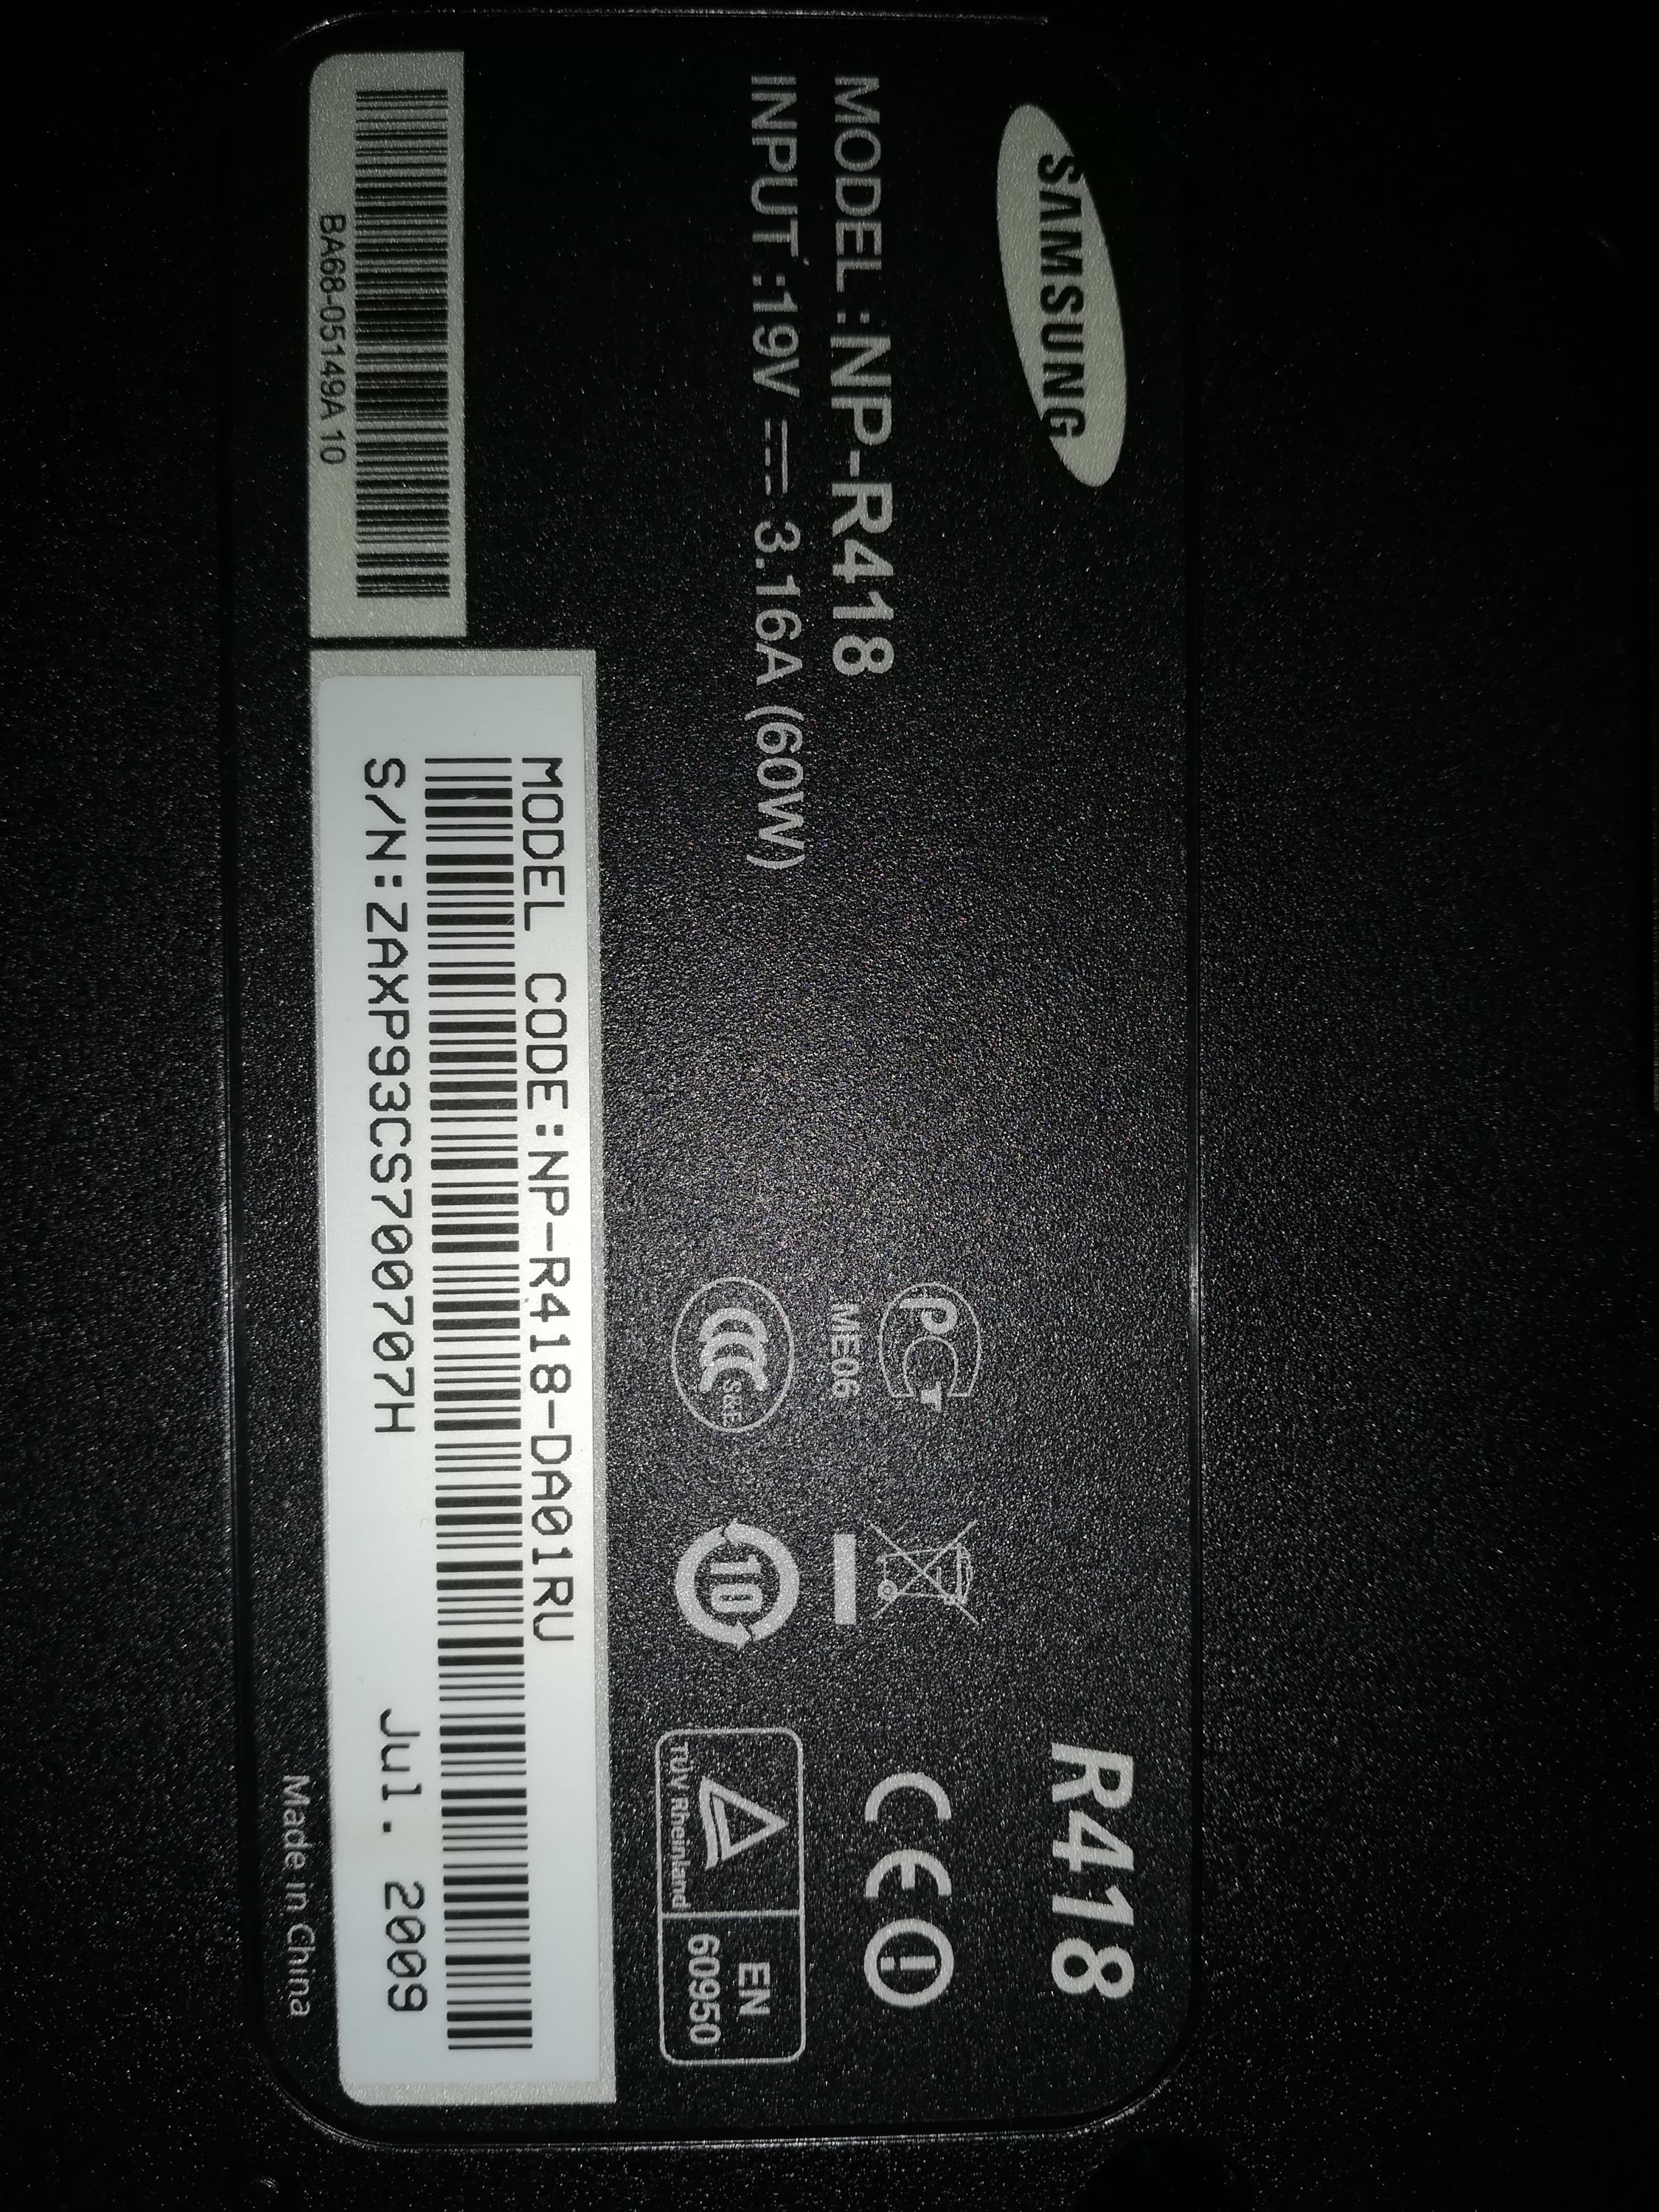 SAMSUNG
R418
MODEL :NP-R418
INPUT :19V 3.16A (60W)
ME06
S&E
10
TÜV Rheinland
EN
60950
MODEL CODE:NP-R418-DA01RU
S/N:ZAXP93CS700707H
Jul. 2009
BA68-05149A 10
Made in China